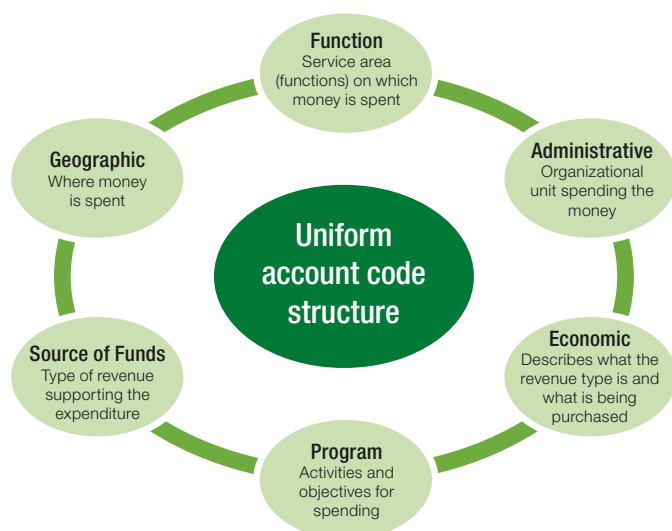 Function
Service area
(functions) on which
money is spent
Administrative
Organizational
unit spending the
money
Economic
Describes what the
revenue type is and
what is being
purchased
Program
Activities and
objectives for
spending
Source of Funds
Type of revenue
supporting the
expenditure
Geographic
Where money
is spent
Uniform
account code
structure